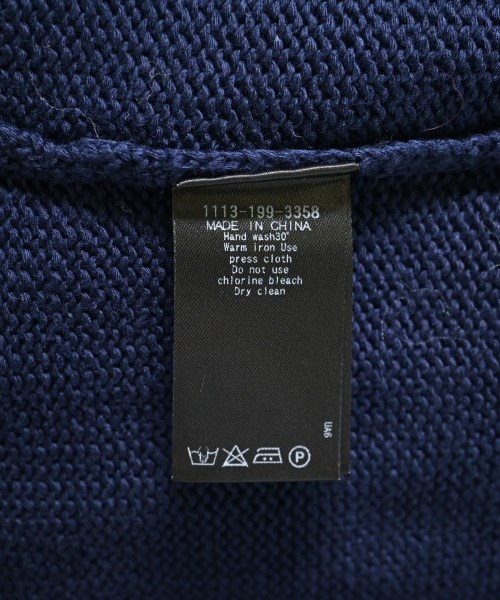 1113-199-3358
MADE IN CHINA
Hand wash30°
Warm iron Use
press cloth
Do not use
chlorine bleach
Dry clean
UA6
P